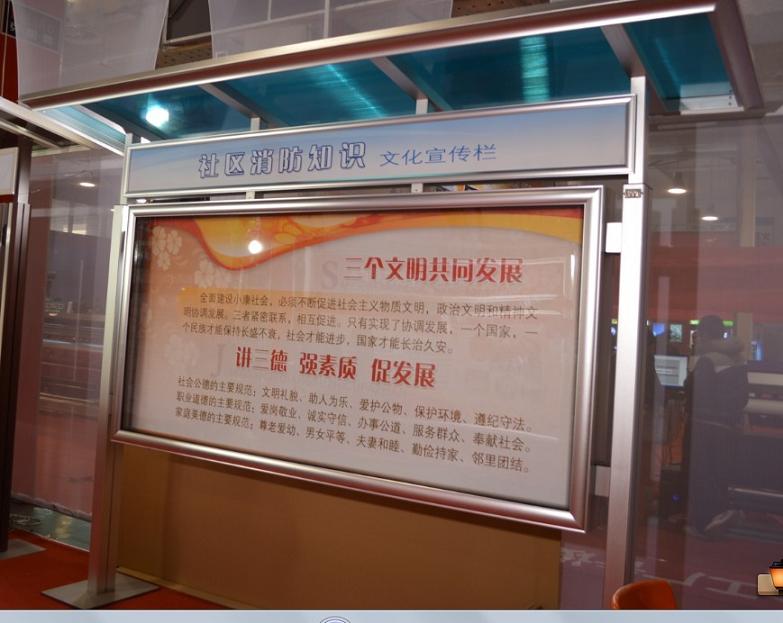 社区消防知识 文化宣传栏
三个文明共同发展
全面建设小康社会，必须不断促进社会主义物质文明，政治文明和精神文
明协调发展。三者紧密联系，相互促进。只有实现了协调发展，一个国家，一
个民族才能保持长盛不衰，社会才能进步，国家才能长治久安。
讲三德 强素质 促发展
社会公德的主要规范：文明礼貌、助人为乐、爱护公物、保护环境、遵纪守法。
职业道德的主要规范：爱岗敬业、诚实守信、办事公道、服务群众、奉献社会。
家庭美德的主要规范：尊老爱幼、男女平等、夫妻和睦、勤俭持家、邻里团结。